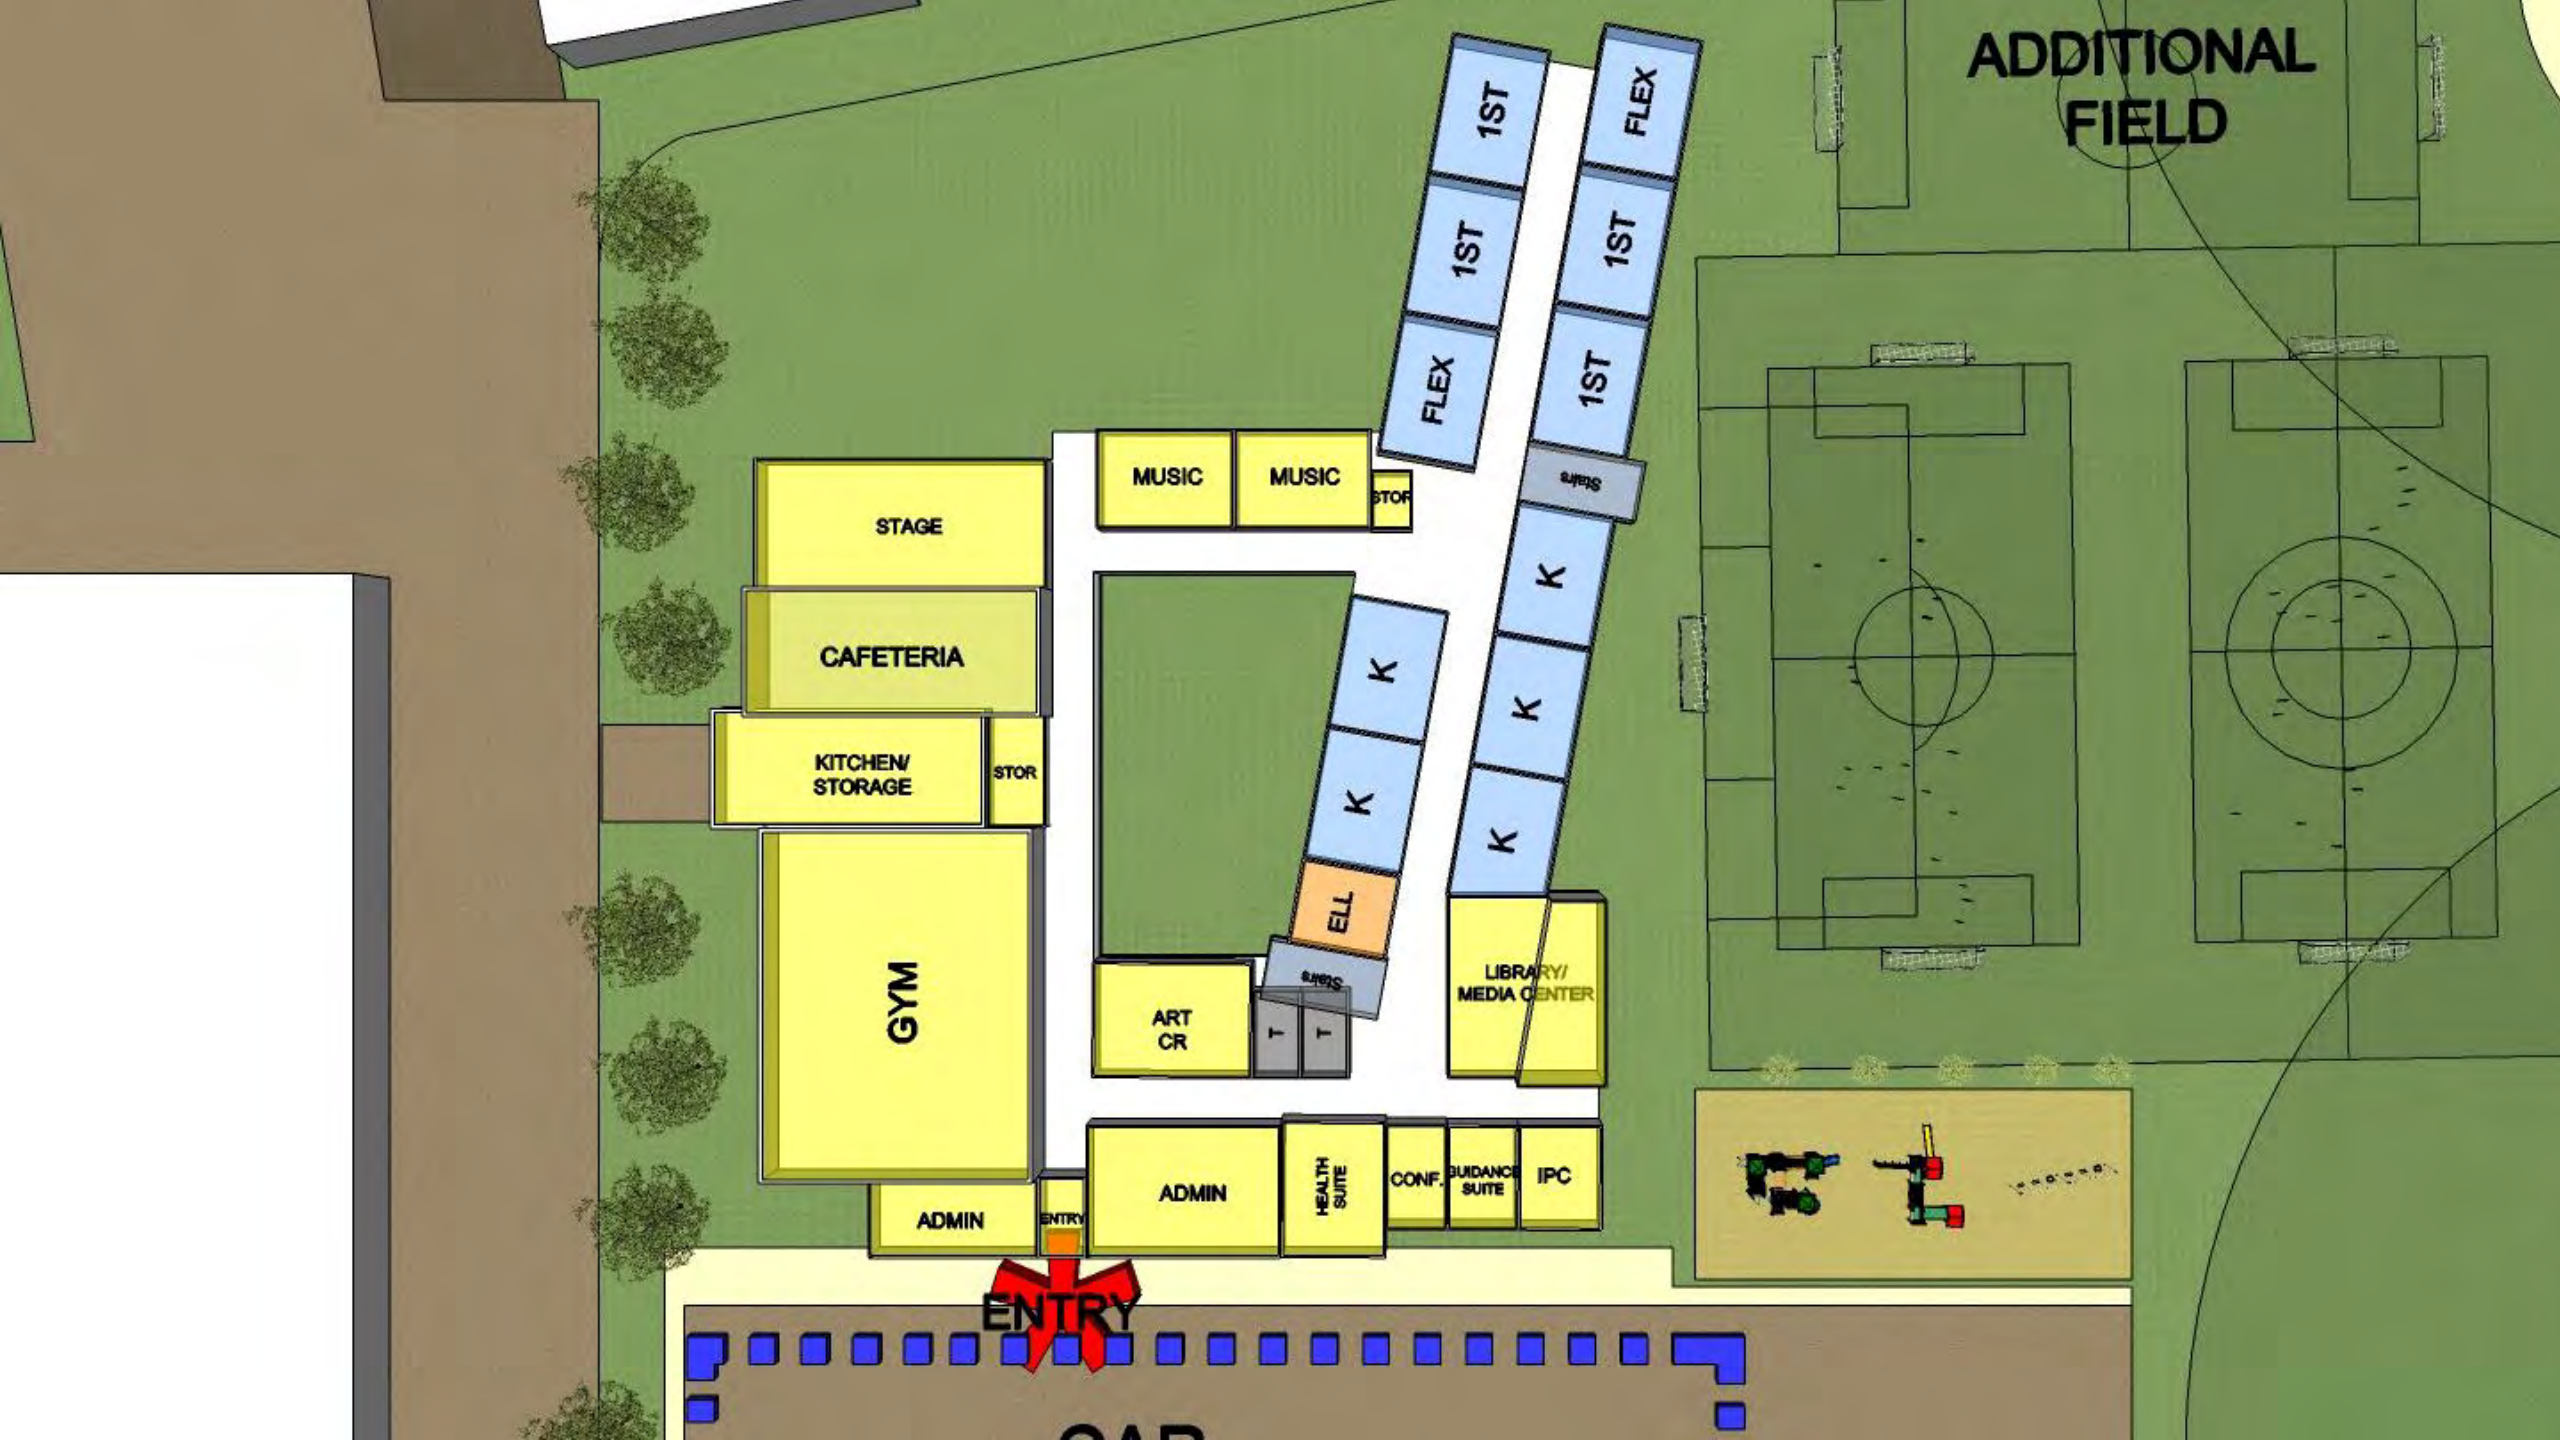 ADDITIONAL
FIELD
1ST
FLEX
1ST
1ST
FLEX
1ST
MUSIC
MUSIC
STOR
Stairs
STAGE
K
CAFETERIA
K
K
KITCHEN/
STORAGE
STOR
K
K
ELL
GYM
Stairs
LIBRARY/
MEDIA CENTER
ART
CR
T
T
ADMIN
ENTRY
ADMIN
HEALTH
SUITE
CONF.
GUIDANCE
SUITE
IPC
ENTRY
CAR